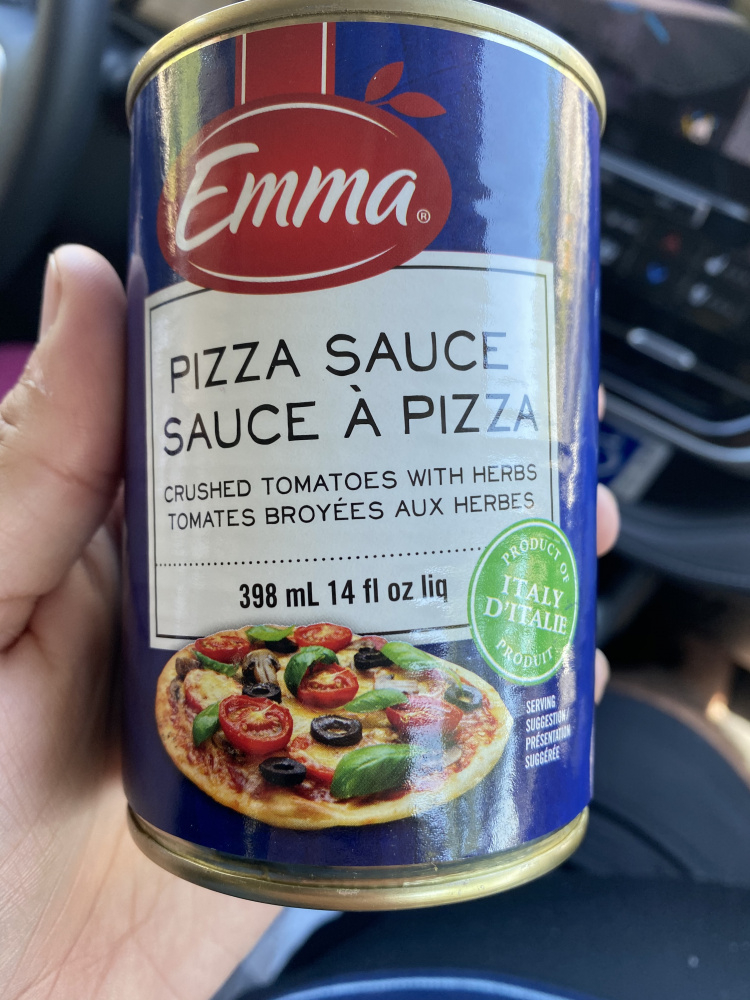 Emma®
PIZZA SAUCE
SAUCE À PIZZA
CRUSHED TOMATOES WITH HERBS
TOMATES BROYÉES AUX HERBES
398 mL 14 fl oz liq
PRODUCT OF
ITALY
D'ITALIE
PRODUIT
SERVING
SUGGESTION/
PRÉSENTATION
SUGGÉRÉE